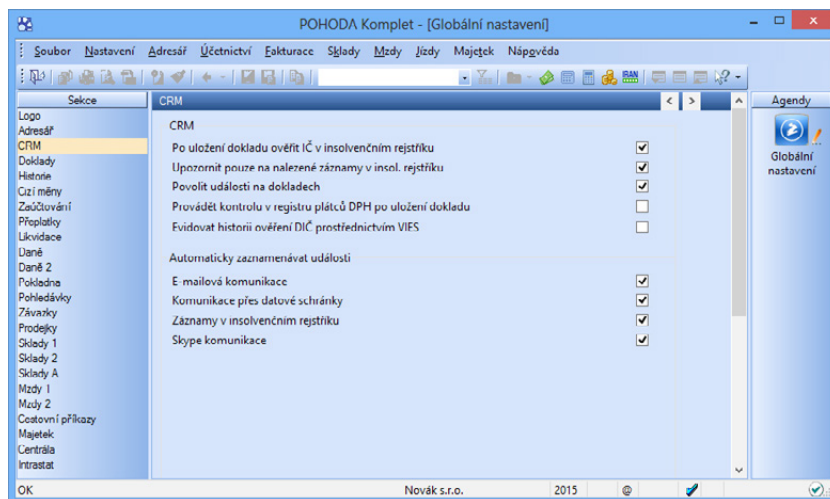 POHODA Komplet - [Globální nastavení]
Soubor Nastavení Adresář Účetnictví Fakturace Sklady Mzdy Jízdy Majetek Nápověda
IBAN
Sekce
CRM
Agendy
Logo
Adresář
CRM
Doklady
Historie
Cizí měny
Zaúčtování
Přeplatky
Likvidace
Daně
Daně 2
Pokladna
Pohledávky
Závazky
Prodejky
Sklady 1
Sklady 2
Sklady A
Mzdy 1
Mzdy 2
Cestovní příkazy
Majetek
Centrála
Intrastat
CRM
Po uložení dokladu ověřit IČ v insolvenčním rejstříku
Upozornit pouze na nalezené záznamy v insol. rejstříku
Povolit události na dokladech
Provádět kontrolu v registru plátců DPH po uložení dokladu
Evidovat historii ověření DIČ prostřednictvím VIES
Automaticky zaznamenávat události
E-mailová komunikace
Komunikace přes datové schránky
Záznamy v insolvenčním rejstříku
Skype komunikace
Globální
nastavení
OK
Novák s.r.o.
2015
@